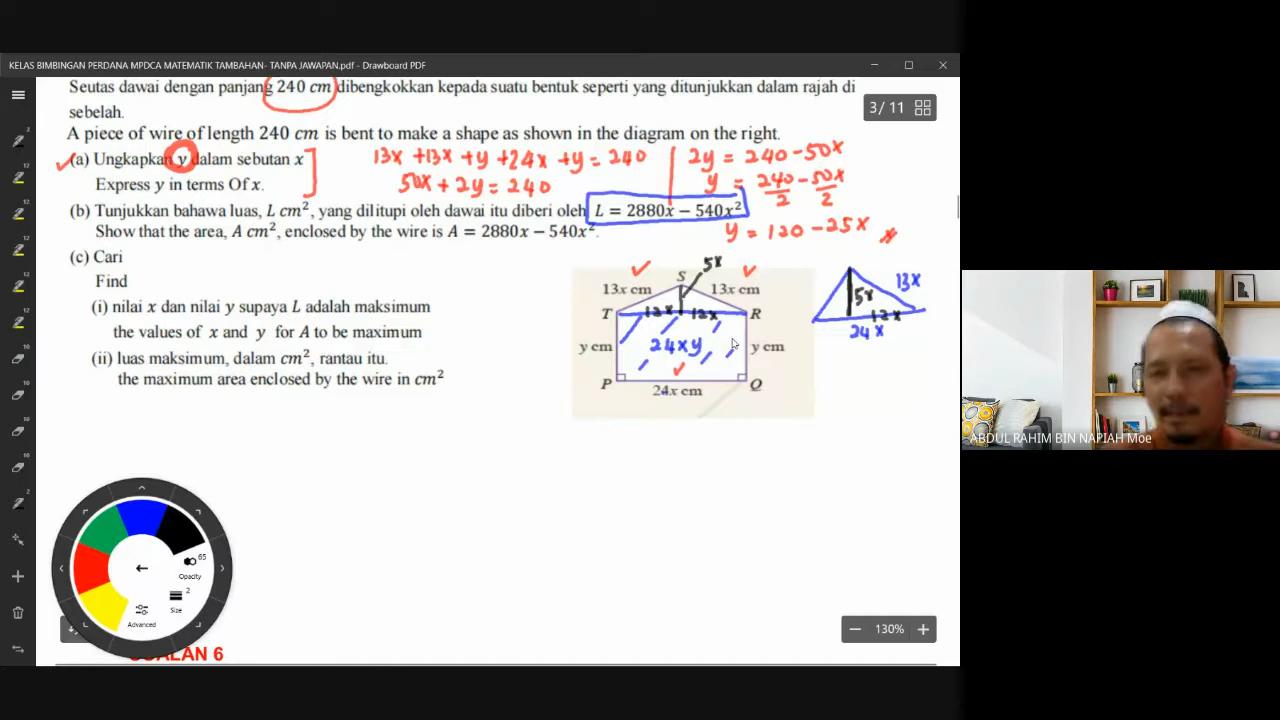 KELAS BIMBINGAN PERDANA MPDCA MATEMATIK TAMBAHAN- TANPA JAWAPAN.pdf - Drawboard PDF
Seutas dawai dengan panjang 240 cm dibengkokkan kepada suatu bentuk seperti yang ditunjukkan dalam rajah di
sebelah.
3 / 11
A piece of wire of length 240 cm is bent to make a shape as shown in the diagram on the right.
(a) Ungkapkan y dalam sebutan x
Express y in terms Of x.
13x + 13x + y + 24x + y = 240
50x + 2y = 240
2y = 240 - 50x
y = 240/2 - 50x/2
y = 120 - 25x
(b) Tunjukkan bahawa luas, L cm², yang dilitupi oleh dawai itu diberi oleh L = 2880x − 540x²
Show that the area, A cm², enclosed by the wire is A = 2880x − 540x².
(c) Cari
Find
(i) nilai x dan nilai y supaya L adalah maksimum
the values of x and y for A to be maximum
(ii) luas maksimum, dalam cm², rantau itu.
the maximum area enclosed by the wire in cm²
5x
S
13x cm 13x cm
T 12x 12x R
y cm 24xy y cm
P 24x cm Q
13x
5x
12x
24x
ABDUL RAHIM BIN NAPIAH Moe
65
Opacity
2
Size
Advanced
130%
SOALAN 6